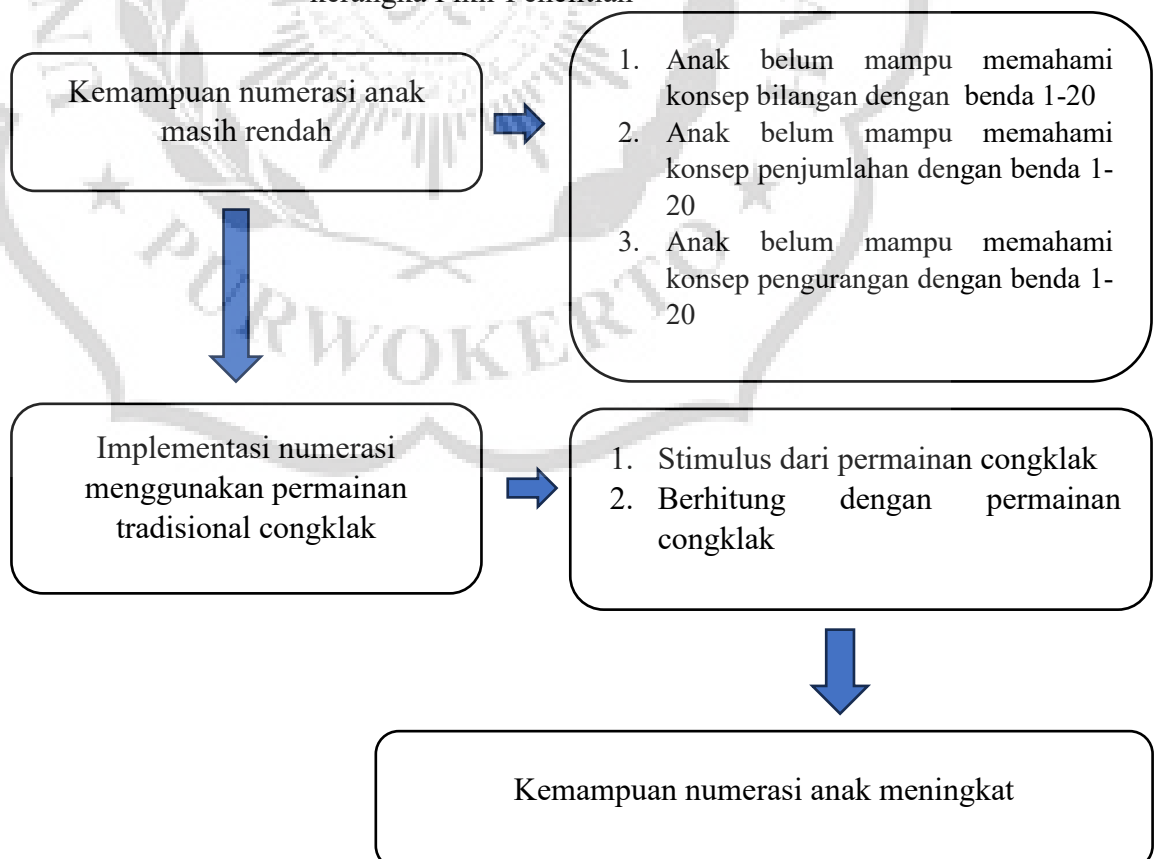 Kemampuan numerasi anak
masih rendah
1. Anak belum mampu memahami
konsep bilangan dengan benda 1-20
2. Anak belum mampu memahami
konsep penjumlahan dengan benda 1-
20
3. Anak belum mampu memahami
konsep pengurangan dengan benda 1-
20
PURWOKERTO
Implementasi numerasi
menggunakan permainan
tradisional congklak
1. Stimulus dari permainan congklak
2. Berhitung dengan permainan
congklak
Kemampuan numerasi anak meningkat